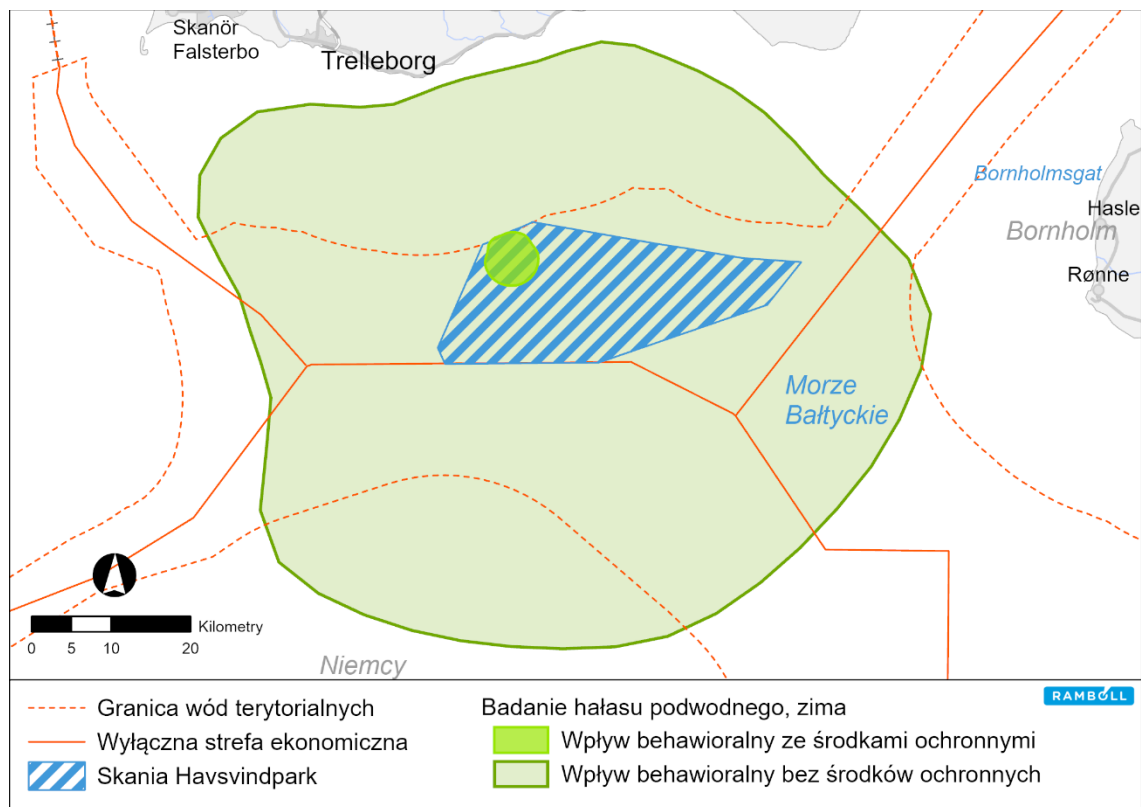 Skanör
Falsterbo
Trelleborg
Bornholmsgat
Hasle
Bornholm
Rønne
Morze
Bałtyckie
Kilometry
0 5 10 20
Niemcy
Granica wód terytorialnych
Wyłączna strefa ekonomiczna
Skania Havsvindpark
Badanie hałasu podwodnego, zima
Wpływ behawioralny ze środkami ochronnymi
Wpływ behawioralny bez środków ochronnych
RAMBOLL